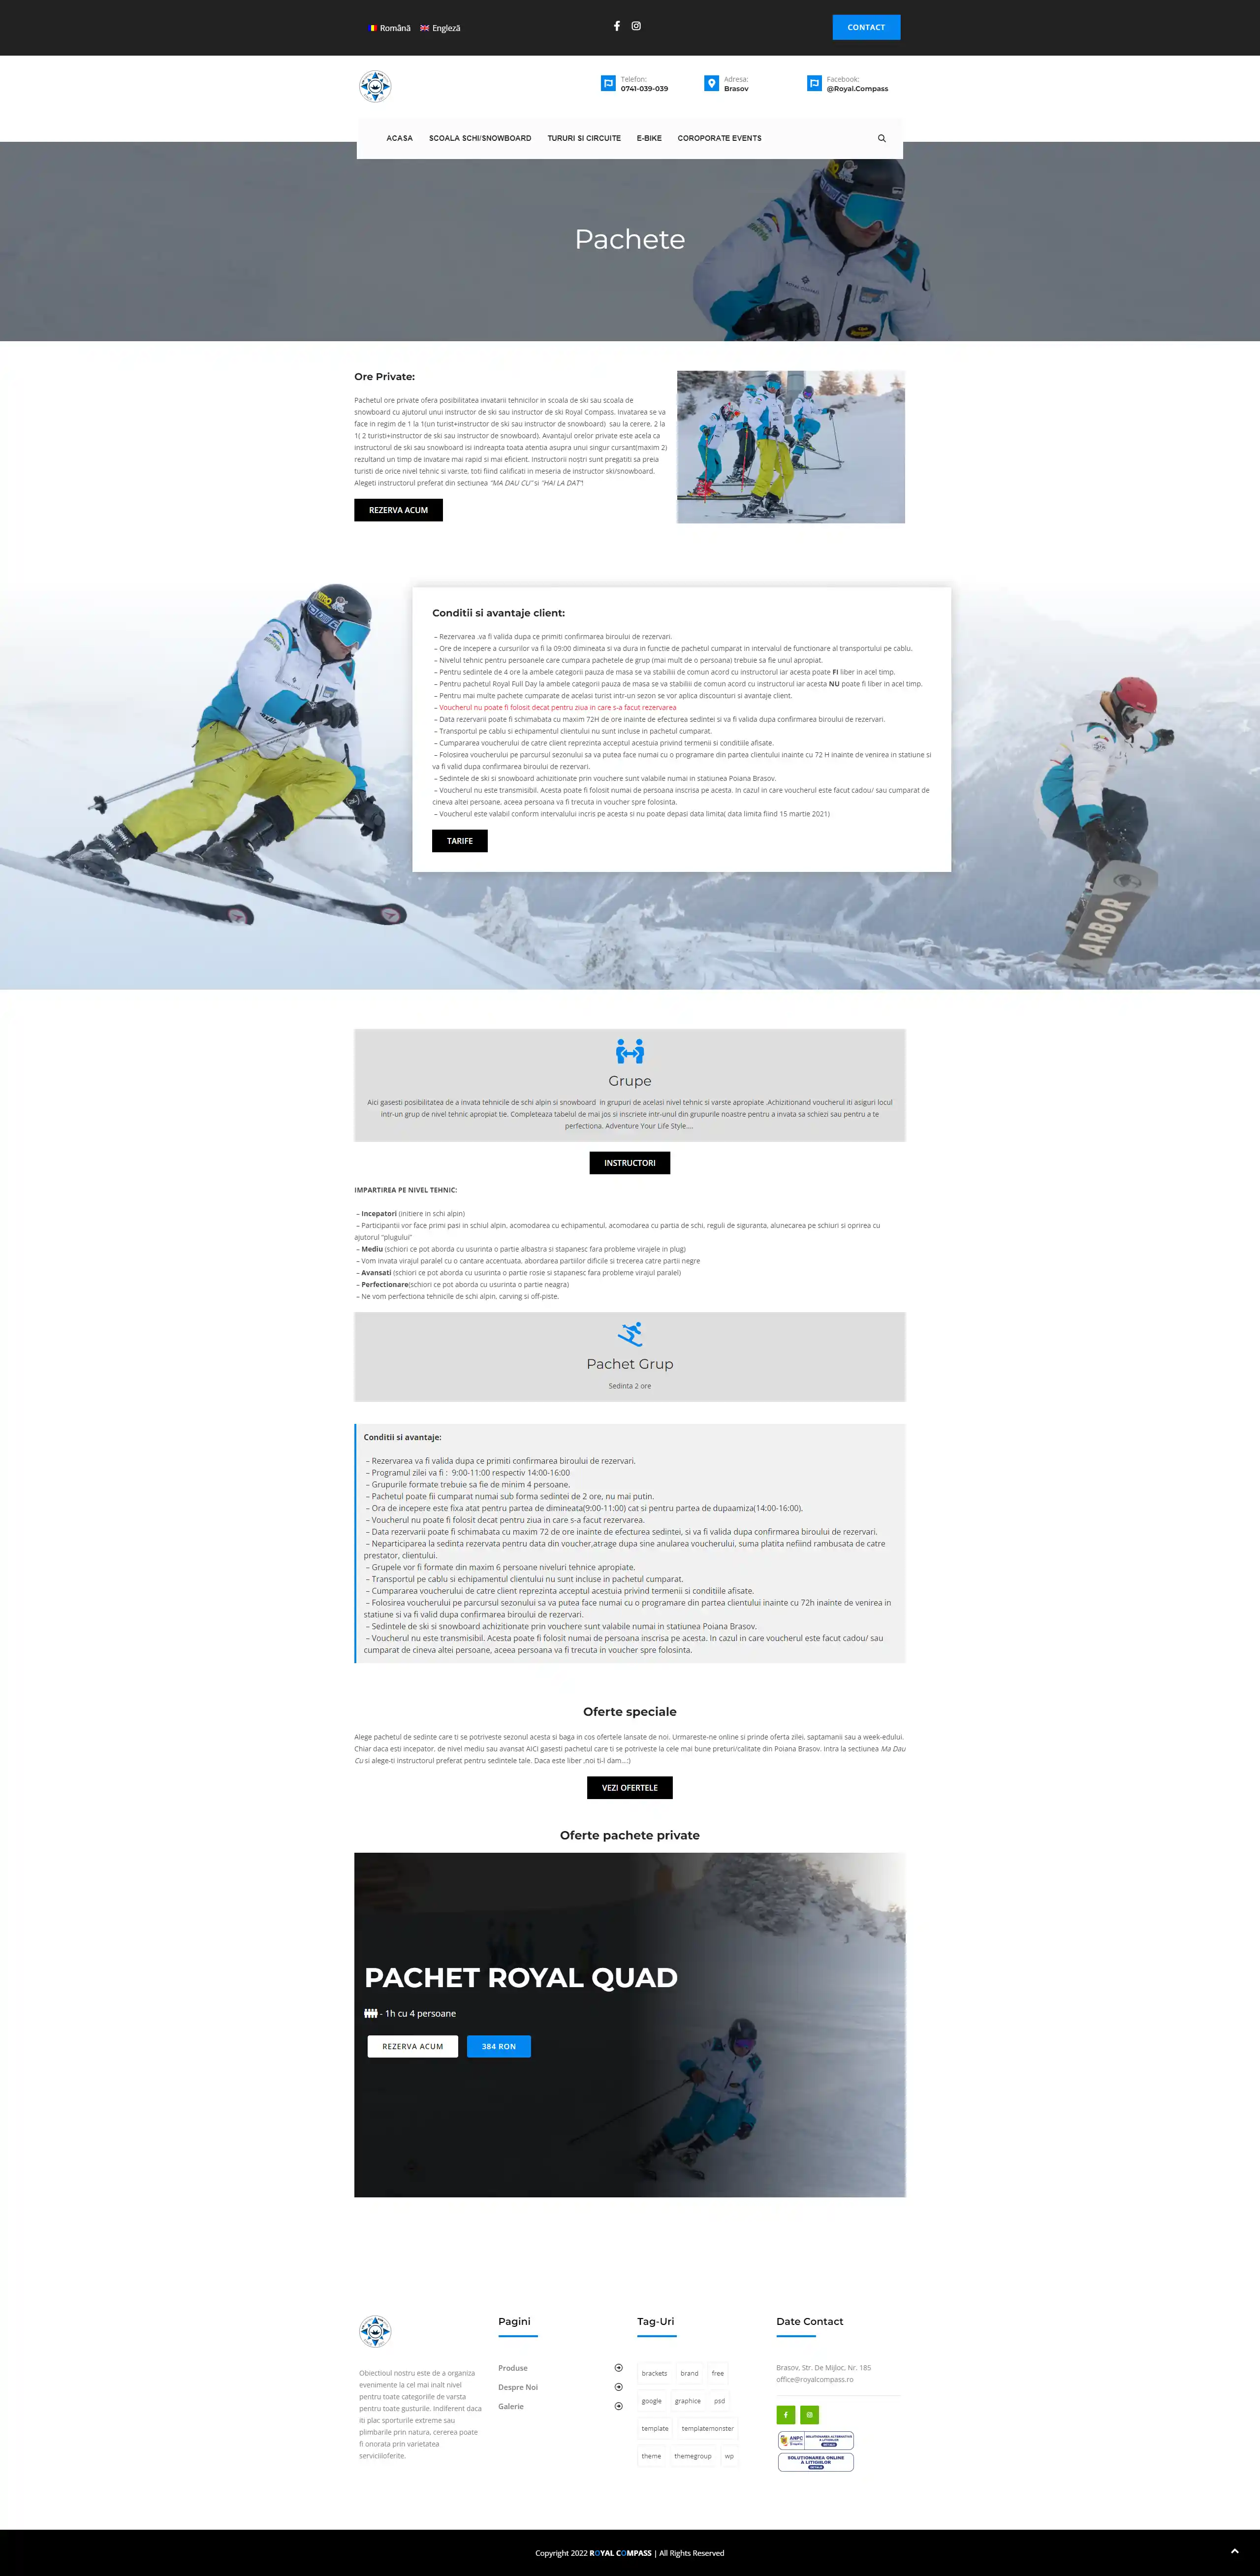 Română Engleză
CONTACT
Telefon:
0741-039-039
Adresa:
Brasov
Facebook:
@Royal.Compass
ACASA SCOALA SCHI/SNOWBOARD TURURI SI CIRCUITE E-BIKE COROPORATE EVENTS
Pachete
Ore Private:
Pachetul ore private ofera posibilitatea invatarii tehnicilor in scoala de ski sau scoala de
snowboard cu ajutorul unui instructor de ski sau instructor de ski Royal Compass. Invatarea se va
face in regim de 1 la 1(un turist+instructor de ski sau instructor de snowboard) sau la cerere. 2 la
1( 2 turisti+instructor de ski sau instructor de snowboard). Avantajul orelor private este acela ca
instructorul de ski sau snowboard isi indreapta toata atentia asupra unui singur cursant(maxim 2)
rezultand un timp de invatare mai rapid si mai eficient. Instructorii noștri sunt pregatiti sa preia
turisti de orice nivel tehnic si varste, toti fiind calificati in meseria de instructor ski/snowboard.
Alegeti instructorul preferat din sectiunea "MA DAU CU" si "HAI LA DAT"!
REZERVA ACUM
Conditii si avantaje client:
– Rezervarea .va fi valida dupa ce primiti confirmarea biroului de rezervari.
– Ore de incepere a cursurilor va fi la 09:00 dimineata si va dura in functie de pachetul cumparat in intervalul de functionare al transportului pe cablu.
– Nivelul tehnic pentru persoanele care cumpara pachetele de grup (mai mult de o persoana) trebuie sa fie unul apropiat.
– Pentru sedintele de 4 ore la ambele categorii pauza de masa se va stabiliii de comun acord cu instructorul iar acesta poate FI liber in acel timp.
– Pentru pachetul Royal Full Day la ambele categorii pauza de masa se va stabiliii de comun acord cu instructorul iar acesta NU poate fi liber in acel timp.
– Pentru mai multe pachete cumparate de acelasi turist intr-un sezon se vor aplica discounturi si avantaje client.
– Voucherul nu poate fi folosit decat pentru ziua in care s-a facut rezervarea
– Data rezervarii poate fi schimabata cu maxim 72H de ore inainte de efecturea sedintei si va fi valida dupa confirmarea biroului de rezervari.
– Transportul pe cablu si echipamentul clientului nu sunt incluse in pachetul cumparat.
– Cumpararea voucherului de catre client reprezinta acceptul acestuia privind termenii si conditiile afisate.
– Folosirea voucherului pe parcursul sezonului sa va putea face numai cu o programare din partea clientului inainte cu 72 H inainte de venirea in statiune si
va fi valid dupa confirmarea biroului de rezervari.
– Sedintele de ski si snowboard achizitionate prin vouchere sunt valabile numai in statiunea Poiana Brasov.
– Voucherul nu este transmisibil. Acesta poate fi folosit numai de persoana inscrisa pe acesta. In cazul in care voucherul este facut cadou/ sau cumparat de
cineva altei persoane, aceea persoana va fi trecuta in voucher spre folosinta.
– Voucherul este valabil conform intervalului incris pe acesta si nu poate depasi data limita( data limita fiind 15 martie 2021)
TARIFE
ARBOR
Grupe
Aici gasesti posibilitatea de a invata tehnicile de schi alpin si snowboard in grupuri de acelasi nivel tehnic si varste apropiate .Achizitionand voucherul iti asiguri locul
intr-un grup de nivel tehnic apropiat tie. Completeaza tabelul de mai jos si inscriete intr-unul din grupurile noastre pentru a invata sa schiezi sau pentru a te
perfectiona. Adventure Your Life Style....
INSTRUCTORI
IMPARTIREA PE NIVEL TEHNIC:
– Incepatori (initiere in schi alpin)
– Participantii vor face primi pasi in schiul alpin, acomodarea cu echipamentul, acomodarea cu partia de schi, reguli de siguranta, alunecarea pe schiuri si oprirea cu
ajutorul "plugului"
– Mediu (schiori ce pot aborda cu usurinta o partie albastra si stapanesc fara probleme virajele in plug)
– Vom invata virajul paralel cu o cantare accentuata, abordarea partiilor dificile si trecerea catre partii negre
– Avansati (schiori ce pot aborda cu usurinta o partie rosie si stapanesc fara probleme virajul paralel)
– Perfectionare(schiori ce pot aborda cu usurinta o partie neagra)
– Ne vom perfectiona tehnicile de schi alpin, carving si off-piste.
Pachet Grup
Sedinta 2 ore
Conditii si avantaje:
– Rezervarea va fi valida dupa ce primiti confirmarea biroului de rezervari.
– Programul zilei va fi : 9:00-11:00 respectiv 14:00-16:00
– Grupurile formate trebuie sa fie de minim 4 persoane.
– Pachetul poate fii cumparat numai sub forma sedintei de 2 ore, nu mai putin.
– Ora de incepere este fixa atat pentru partea de dimineata(9:00-11:00) cat si pentru partea de dupaamiza(14:00-16:00).
– Voucherul nu poate fi folosit decat pentru ziua in care s-a facut rezervarea.
– Data rezervarii poate fi schimabata cu maxim 72 de ore inainte de efecturea sedintei, si va fi valida dupa confirmarea biroului de rezervari.
– Neparticiparea la sedinta rezervata pentru data din voucher,atrage dupa sine anularea voucherului, suma platita nefiind rambusata de catre
prestator, clientului.
– Grupele vor fi formate din maxim 6 persoane niveluri tehnice apropiate.
– Transportul pe cablu si echipamentul clientului nu sunt incluse in pachetul cumparat.
– Cumpararea voucherului de catre client reprezinta acceptul acestuia privind termenii si condițiile afisate.
– Folosirea voucherului pe parcursul sezonului sa va putea face numai cu o programare din partea clientului inainte cu 72h inainte de venirea in
statiune si va fi valid dupa confirmarea biroului de rezervari.
– Sedintele de ski si snowboard achizitionate prin vouchere sunt valabile numai in statiunea Poiana Brasov.
– Voucherul nu este transmisibil. Acesta poate fi folosit numai de persoana inscrisa pe acesta. In cazul in care voucherul este facut cadou/ sau
cumparat de cineva altei persoane, aceea persoana va fi trecuta in voucher spre folosinta.
Oferte speciale
Alege pachetul de sedinte care ti se potriveste sezonul acesta si baga in cos ofertele lansate de noi. Urmareste-ne online si prinde oferta zilei, saptamanii sau a week-edului.
Chiar daca esti incepator, de nivel mediu sau avansat AICI gasesti pachetul care ti se potriveste la cele mai bune preturi/calitate din Poiana Brasov. Intra la sectiunea Ma Dau
Cu si alege-ti instructorul preferat pentru sedintele tale. Daca este liber ,noi ti-l dam...:)
VEZI OFERTELE
Oferte pachete private
PACHET ROYAL QUAD
- 1h cu 4 persoane
REZERVA ACUM 384 RON
Obiectioul nostru este de a organiza
evenimente la cel mai inalt nivel
pentru toate categoriile de varsta
pentru toate gusturile. Indiferent daca
iti plac sporturile extreme sau
plimbarile prin natura, cererea poate
fi onorata prin varietatea
serviciiloferite.
Pagini
Produse
Despre Noi
Galerie
Tag-Uri
brackets brand free
google graphice psd
template templatemonster
theme themegroup wp
Date Contact
Brasov, Str. De Mijloc, Nr. 185
office@royalcompass.ro
ANPC SOLUTIONAREA ALTERNATIVA
A LITIGIILOR
DETALII
SOLUTIONAREA ONLINE
A LITIGIILOR
DETALII
Copyright 2022 ROYAL COMPASS | All Rights Reserved